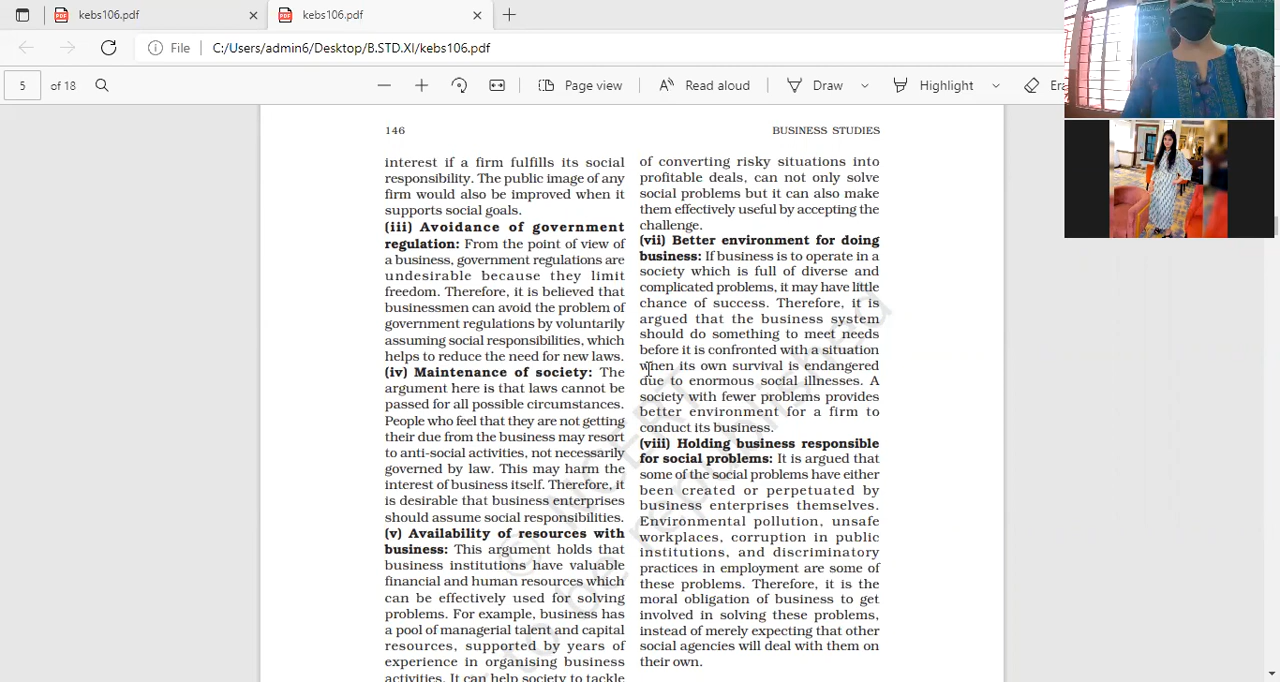 kebs106.pdf
kebs106.pdf
File
C:/Users/admin6/Desktop/B.STD.XI/kebs106.pdf
5 of 18
Page view
Read aloud
Draw
Highlight
Era
146
BUSINESS STUDIES
interest if a firm fulfills its social
responsibility. The public image of any
firm would also be improved when it
supports social goals.
(iii) Avoidance of government
regulation: From the point of view of
a business, government regulations are
undesirable because they limit
freedom. Therefore, it is believed that
businessmen can avoid the problem of
government regulations by voluntarily
assuming social responsibilities, which
helps to reduce the need for new laws.
(iv) Maintenance of society: The
argument here is that laws cannot be
passed for all possible circumstances.
People who feel that they are not getting
their due from the business may resort
to anti-social activities, not necessarily
governed by law. This may harm the
interest of business itself. Therefore, it
is desirable that business enterprises
should assume social responsibilities.
(v) Availability of resources with
business: This argument holds that
business institutions have valuable
financial and human resources which
can be effectively used for solving
problems. For example, business has
a pool of managerial talent and capital
resources, supported by years of
experience in organising business
activities. It can help society to tackle
of converting risky situations into
profitable deals, can not only solve
social problems but it can also make
them effectively useful by accepting the
challenge.
(vii) Better environment for doing
business: If business is to operate in a
society which is full of diverse and
complicated problems, it may have little
chance of success. Therefore, it is
argued that the business system
should do something to meet needs
before it is confronted with a situation
when its own survival is endangered
due to enormous social illnesses. A
society with fewer problems provides
better environment for a firm to
conduct its business.
(viii) Holding business responsible
for social problems: It is argued that
some of the social problems have either
been created or perpetuated by
business enterprises themselves.
Environmental pollution, unsafe
workplaces, corruption in public
institutions, and discriminatory
practices in employment are some of
these problems. Therefore, it is the
moral obligation of business to get
involved in solving these problems,
instead of merely expecting that other
social agencies will deal with them on
their own.
© NCERT
to be republished